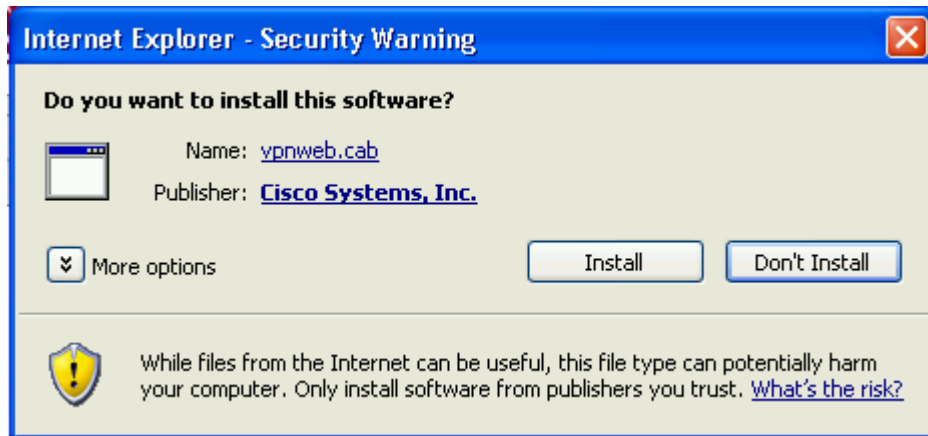 Internet Explorer - Security Warning
Do you want to install this software?
Name: vpnweb.cab
Publisher: Cisco Systems, Inc.
More options
Install
Don't Install
While files from the Internet can be useful, this file type can potentially harm
your computer. Only install software from publishers you trust. What's the risk?